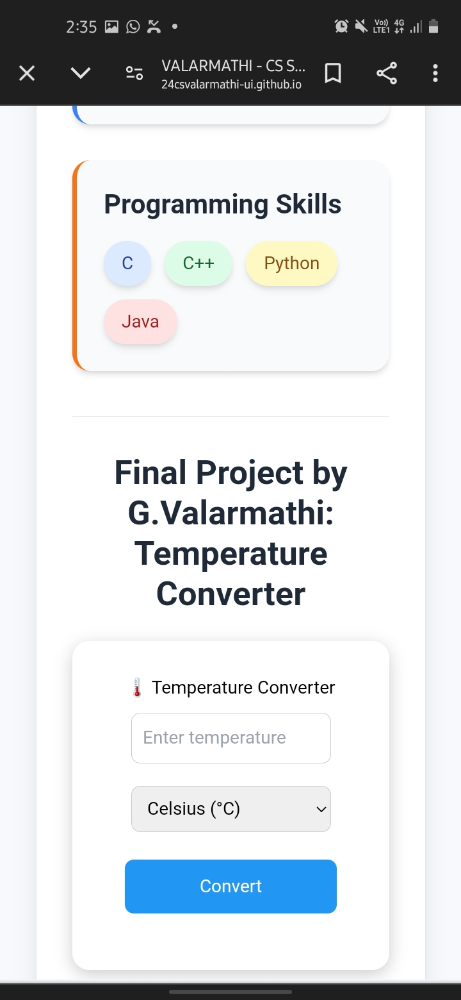 2:35
Vo)) 4G
LTE1
VALARMATHI - CS S...
24csvalarmathi-ui.github.io
Programming Skills
C C++ Python
Java
Final Project by
G.Valarmathi:
Temperature
Converter
🌡️ Temperature Converter
Enter temperature
Celsius (°C)
Convert